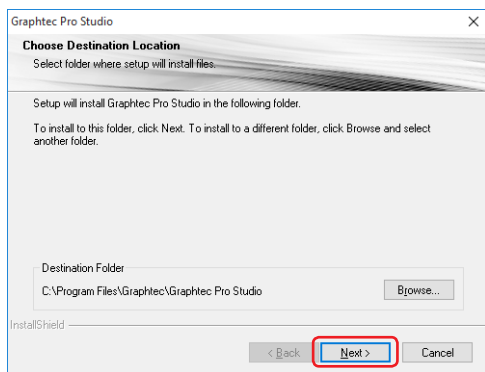 Graphtec Pro Studio
Choose Destination Location
Select folder where setup will install files.
Setup will install Graphtec Pro Studio in the following folder.
To install to this folder, click Next. To install to a different folder, click Browse and select
another folder.
Destination Folder
C:\Program Files\Graphtec\Graphtec Pro Studio
Browse...
InstallShield
< Back
Next >
Cancel